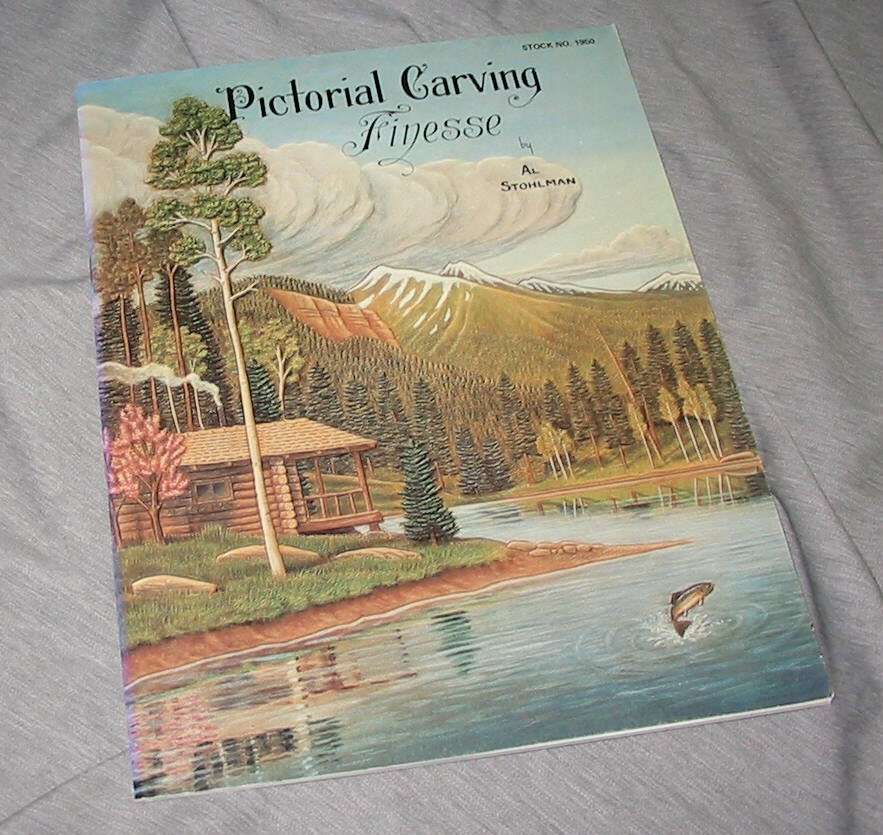 STOCK NO. 1950
Pictorial Carving
Finesse
by
AL
STOHLMAN